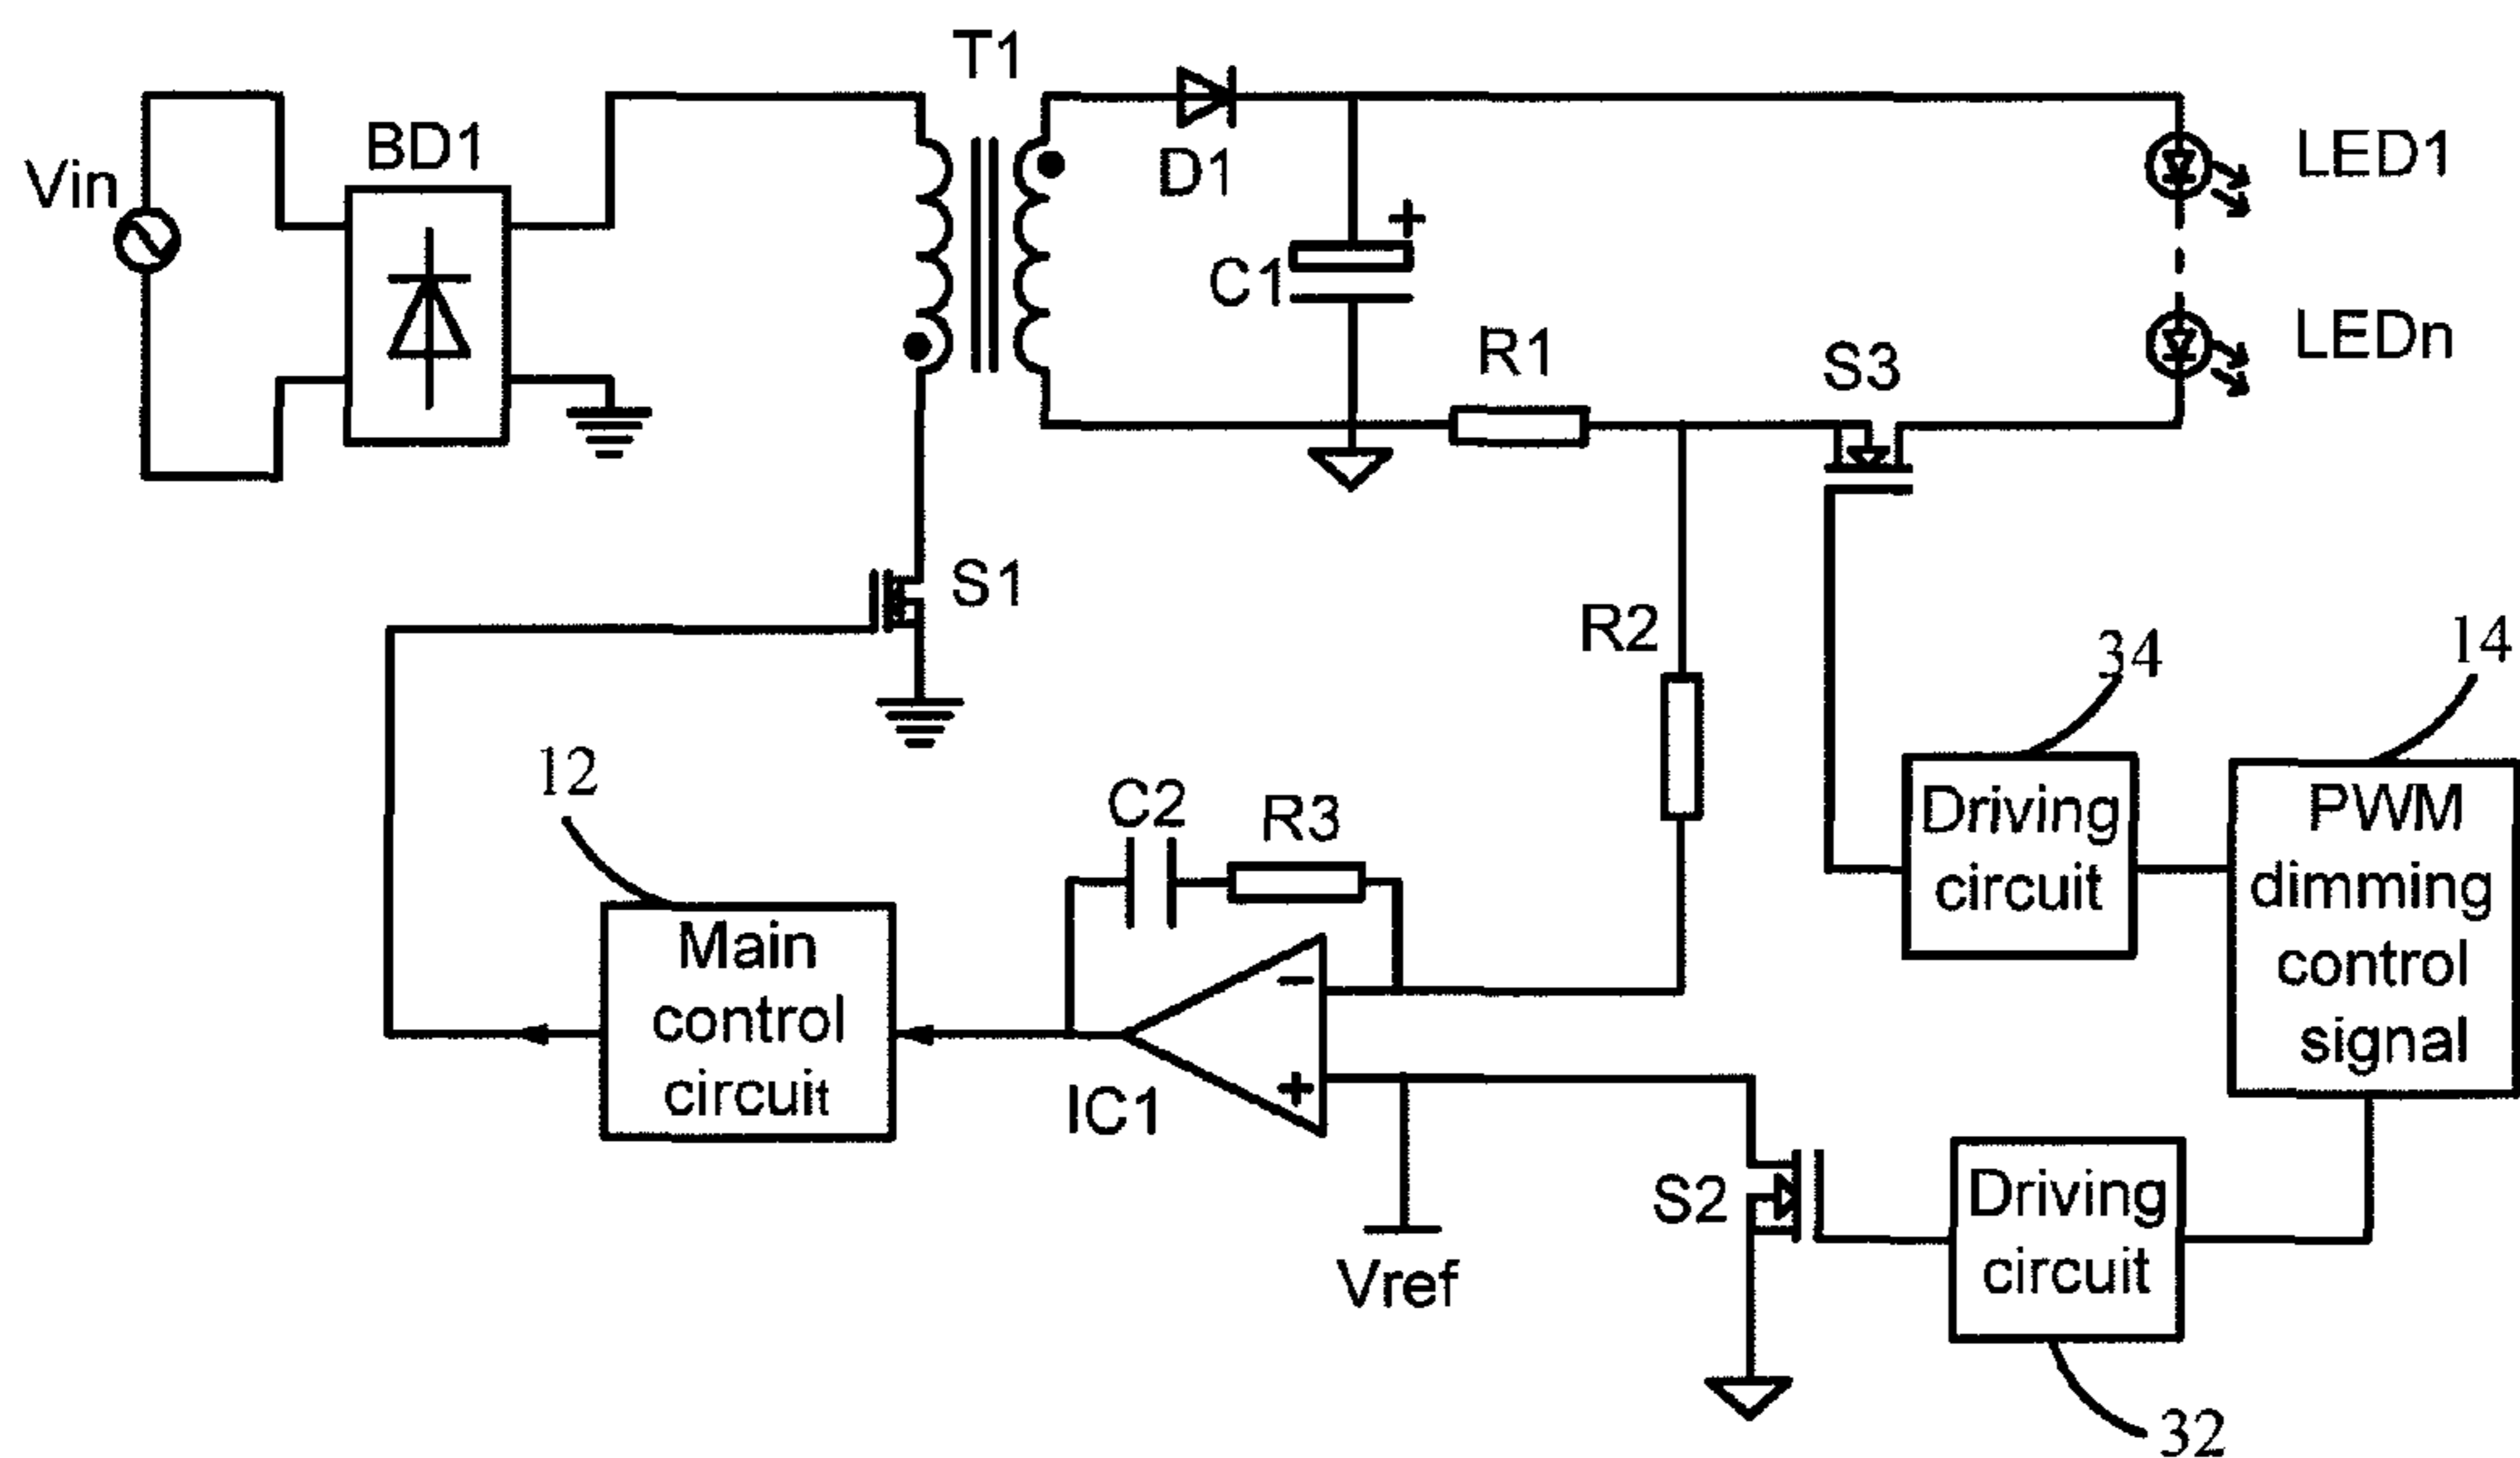 T1
BD1
Vin
D1
LED1
+
C1
R1
S3
LEDn
S1
R2
34
14
12
C2
R3
Driving
circuit
PWM
dimming
control
signal
Main
control
circuit
−
+
IC1
S2
Driving
circuit
Vref
32